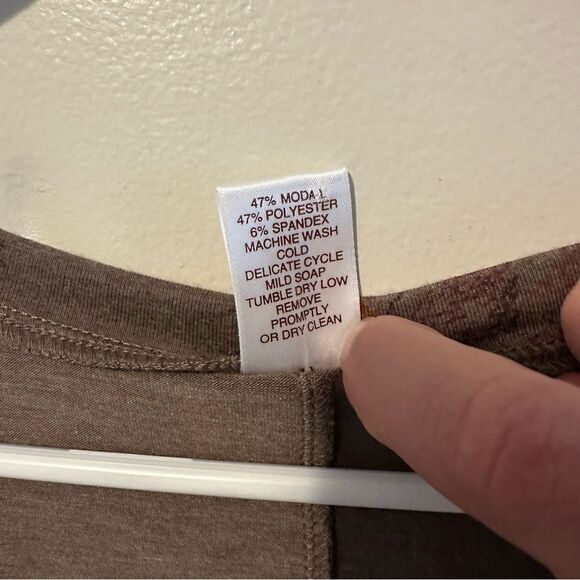 47% MODAL
47% POLYESTER
6% SPANDEX
MACHINE WASH
COLD
DELICATE CYCLE
MILD SOAP
TUMBLE DRY LOW
REMOVE
PROMPTLY
OR DRY CLEAN